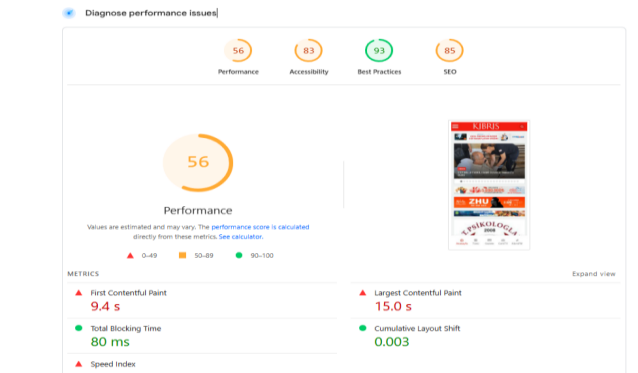 Diagnose performance issues
56 83 93 85
Performance Accessibility Best Practices SEO
56
Performance
Values are estimated and may vary. The performance score is calculated
directly from these metrics. See calculator.
0–49 50–89 90–100
KIBRIS
ZHU
PSİKOLOGLA
METRICS Expand view
First Contentful Paint
9.4 s
Largest Contentful Paint
15.0 s
Total Blocking Time
80 ms
Cumulative Layout Shift
0.003
Speed Index